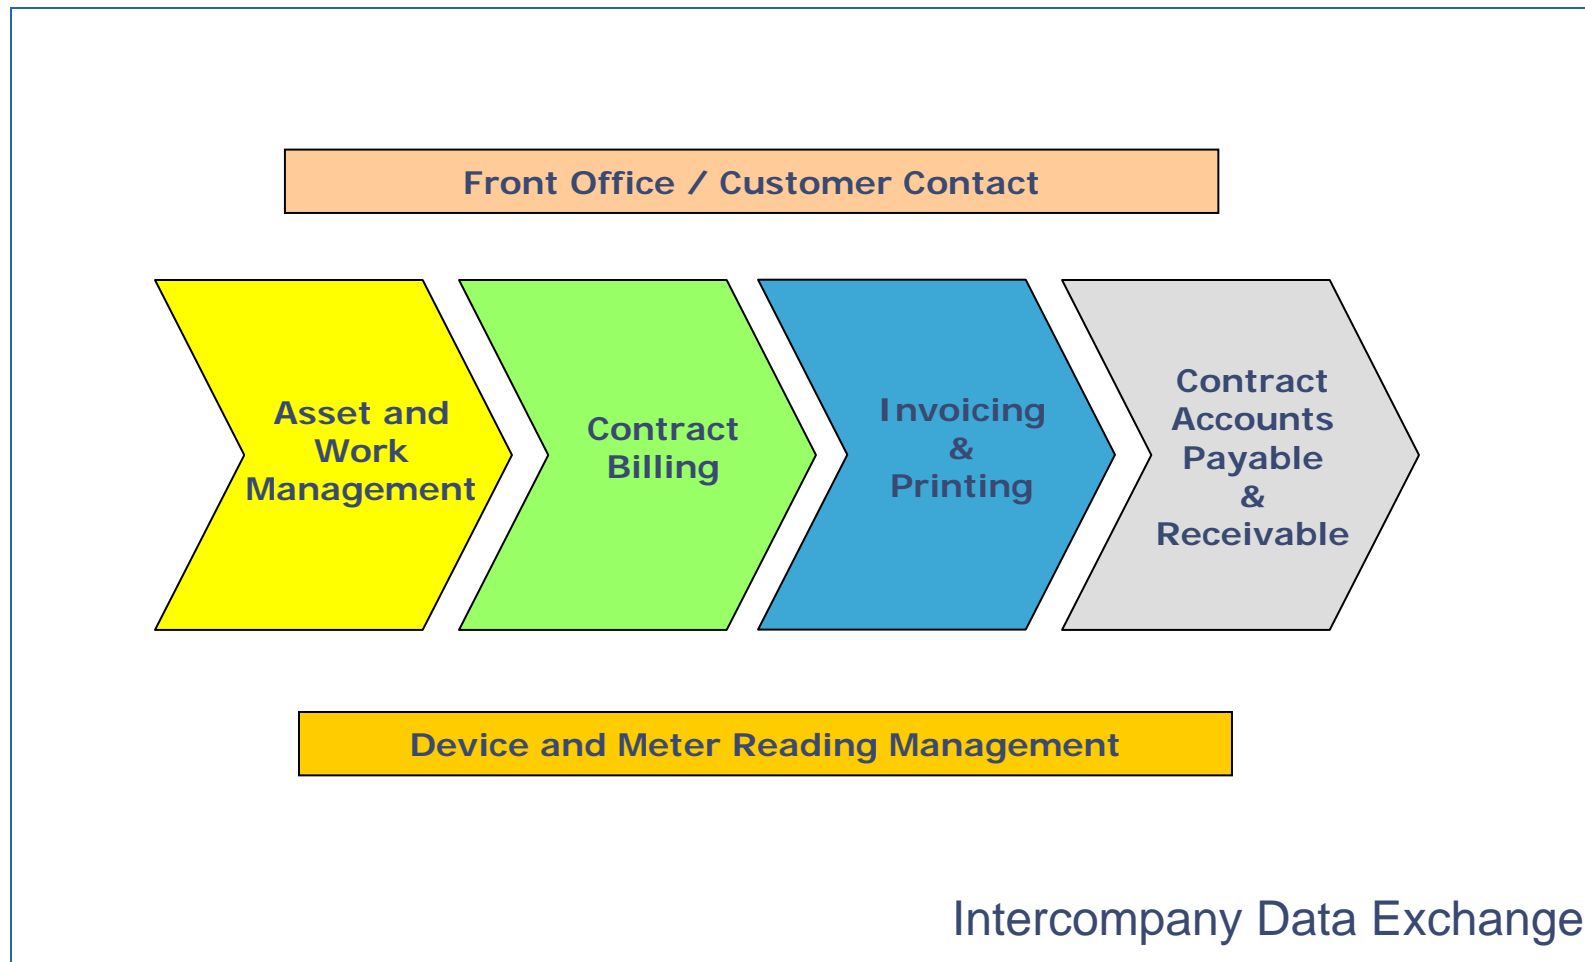 Front Office / Customer Contact
Asset and
Work
Management
Contract
Billing
Invoicing
&
Printing
Contract
Accounts
Payable
&
Receivable
Device and Meter Reading Management
Intercompany Data Exchange